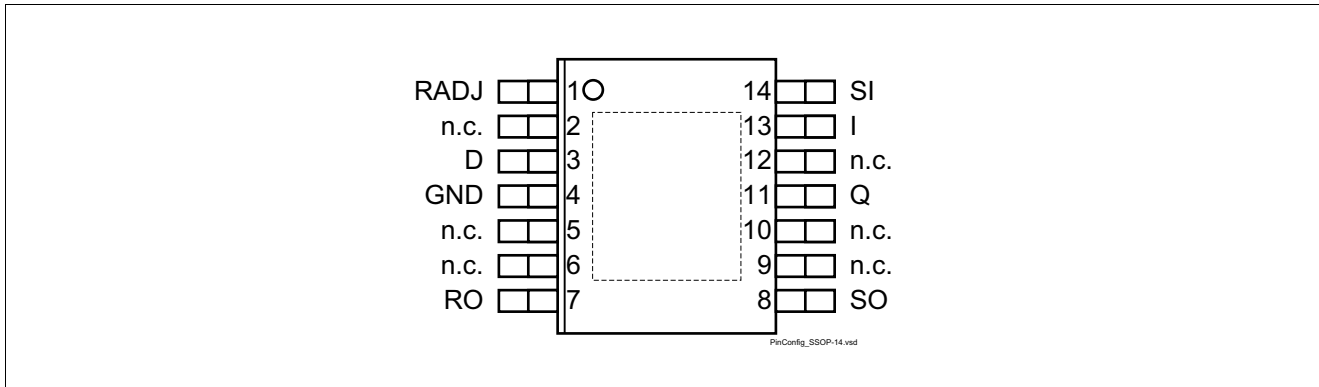 RADJ 1 14 SI
n.c. 2 13 I
D 3 12 n.c.
GND 4 11 Q
n.c. 5 10 n.c.
n.c. 6 9 n.c.
RO 7 8 SO
PinConfig_SSOP-14.vsd